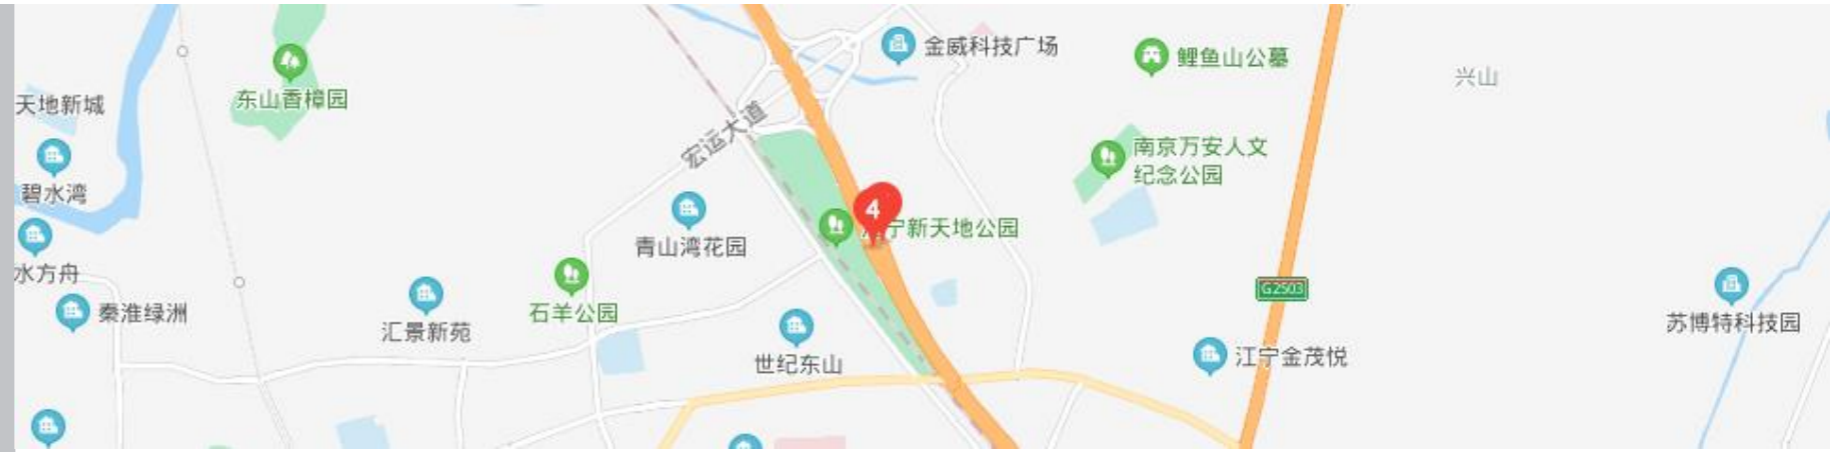 金威科技广场
鲤鱼山公墓
兴山
东山香樟园
天地新城
宏运大道
南京万安人文
纪念公园
碧水湾
4
宁新天地公园
青山湾花园
水方舟
石羊公园
G2503
秦淮绿洲
汇景新苑
苏博特科技园
世纪东山
江宁金茂悦